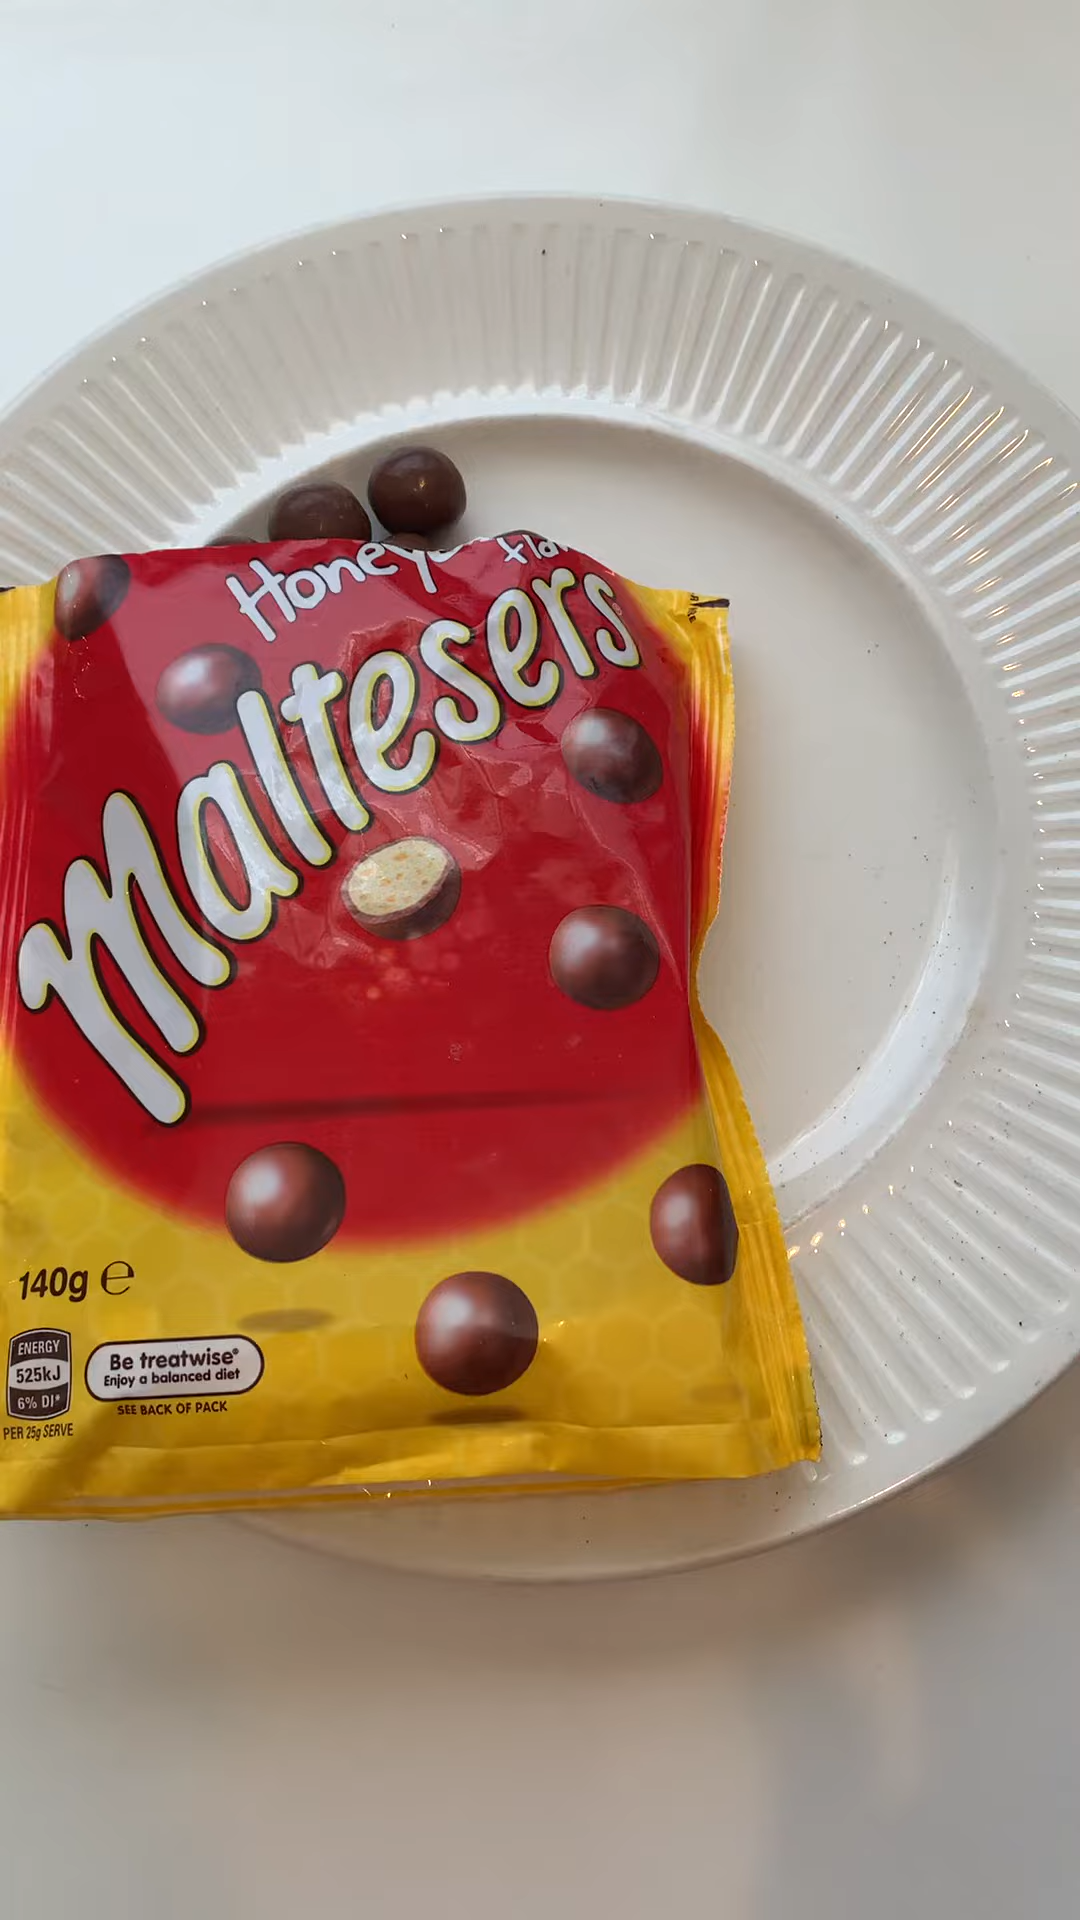 Maltesers
140g e
ENERGY
525kJ
6% DI*
PER 25g SERVE
Be treatwise®
Enjoy a balanced diet
SEE BACK OF PACK